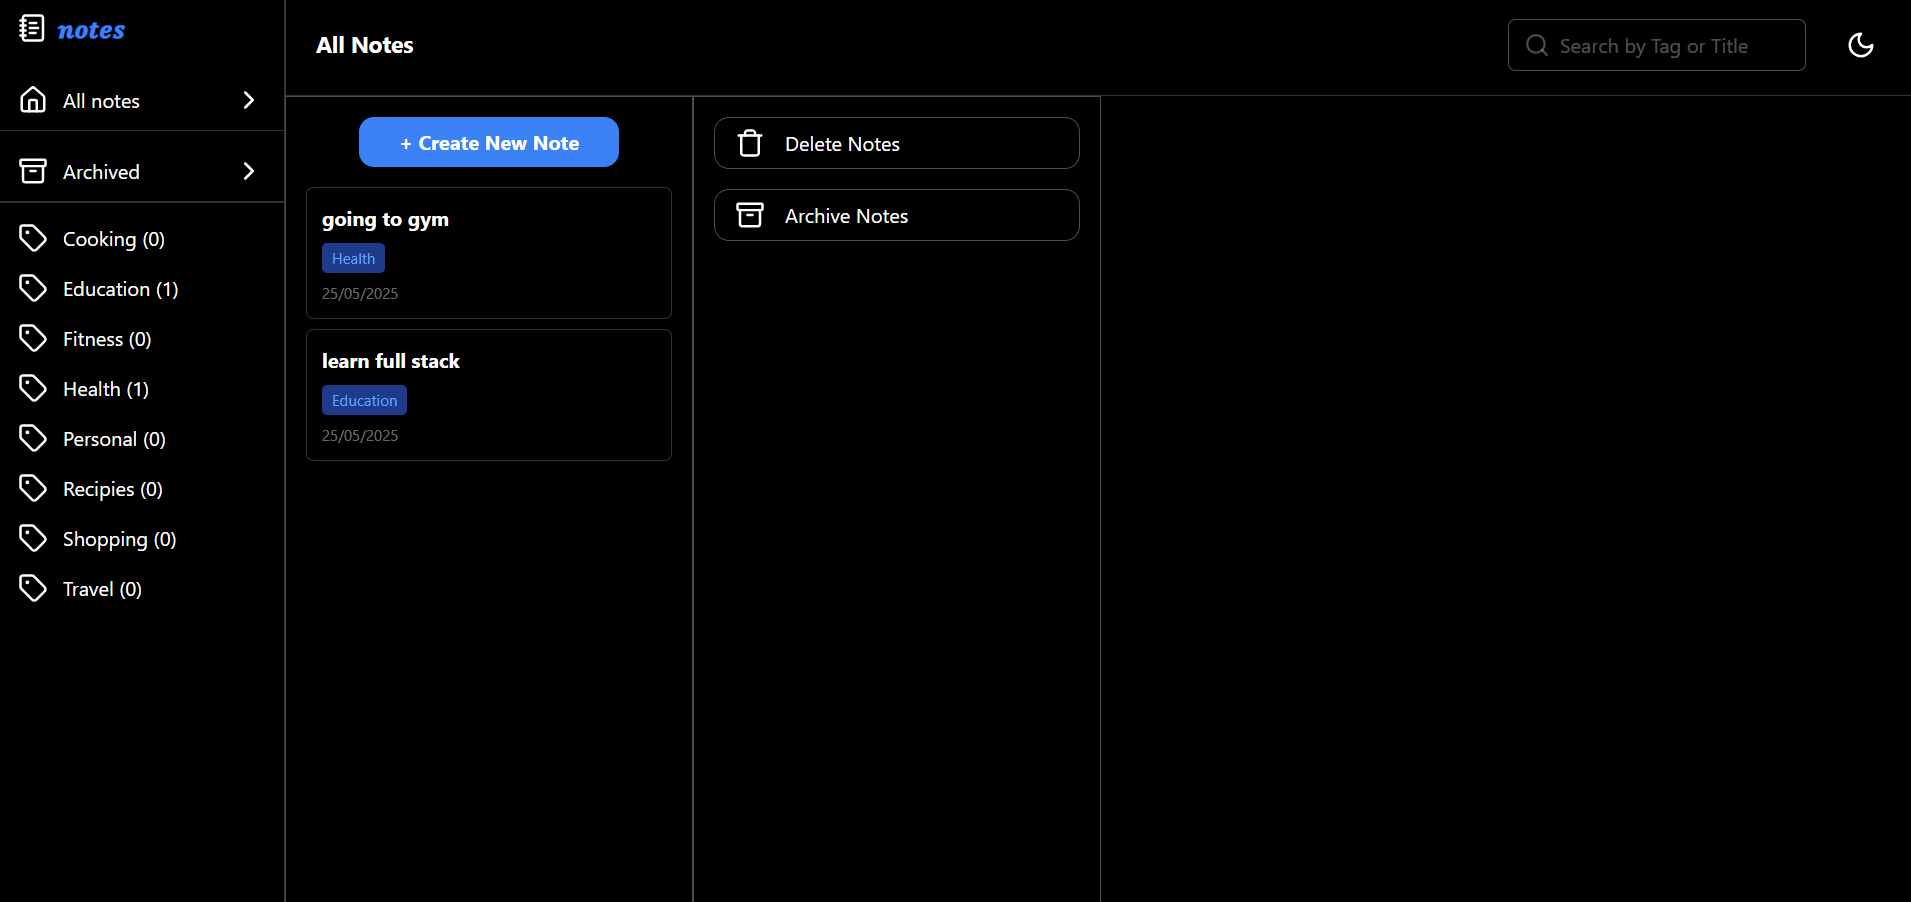 notes
All notes
Archived
Cooking (0)
Education (1)
Fitness (0)
Health (1)
Personal (0)
Recipies (0)
Shopping (0)
Travel (0)
All Notes
Search by Tag or Title
+ Create New Note
going to gym
Health
25/05/2025
learn full stack
Education
25/05/2025
Delete Notes
Archive Notes